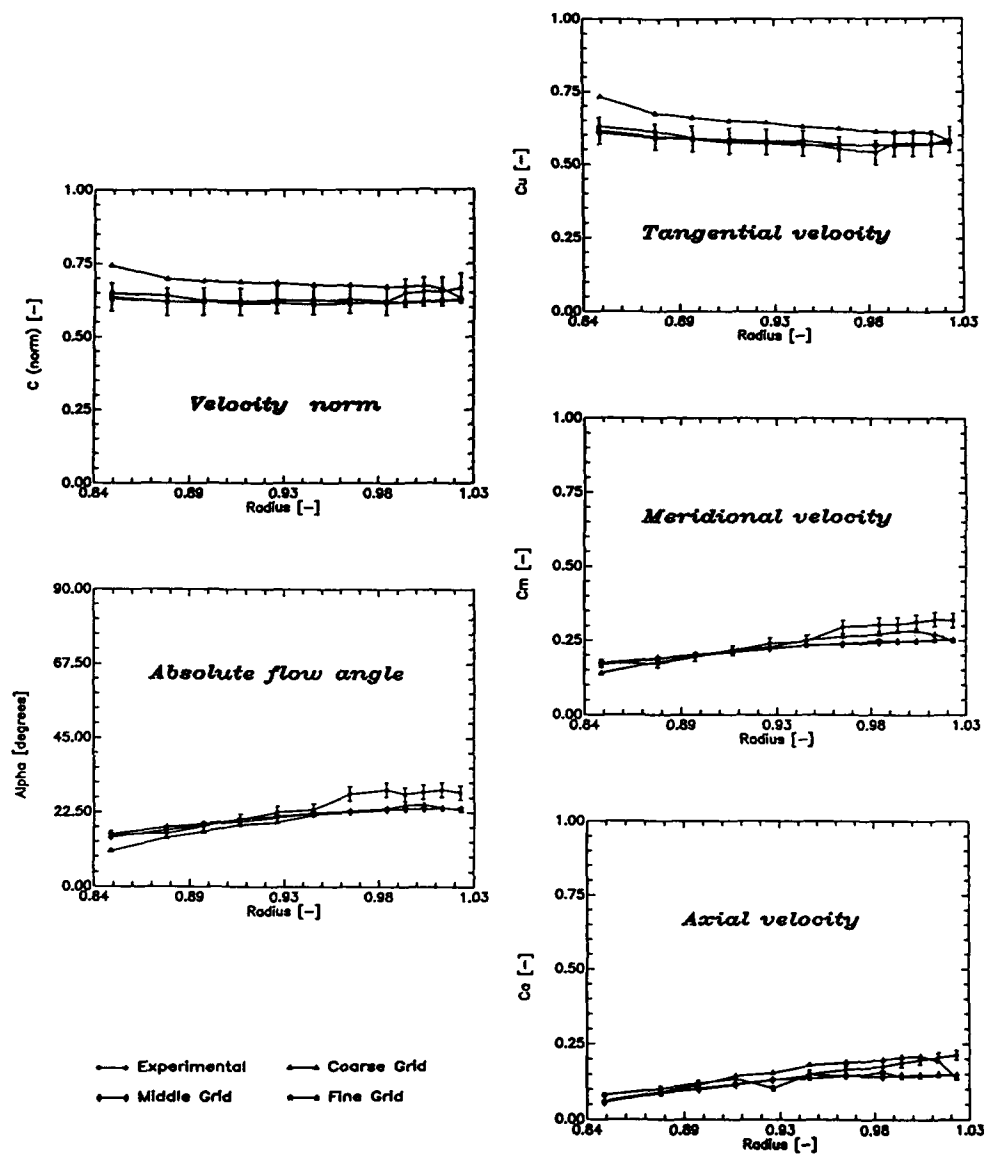 1.00
0.75
0.50
0.25
0.00
Cu [-]
Tangential velocity
0.84
0.89
0.93
0.98
1.03
Radius [-]
1.00
0.75
0.50
0.25
0.00
C (norm) [-]
Velocity norm
0.84
0.89
0.93
0.98
1.03
Radius [-]
1.00
0.75
0.50
0.25
0.00
Cm [-]
Meridional velocity
0.84
0.89
0.93
0.98
1.03
Radius [-]
90.00
67.50
45.00
22.50
0.00
Alpha [degrees]
Absolute flow angle
0.84
0.89
0.93
0.98
1.03
Radius [-]
1.00
0.75
0.50
0.25
0.00
Ca [-]
Axial velocity
0.84
0.89
0.93
0.98
1.03
Radius [-]
Experimental
Coarse Grid
Middle Grid
Fine Grid